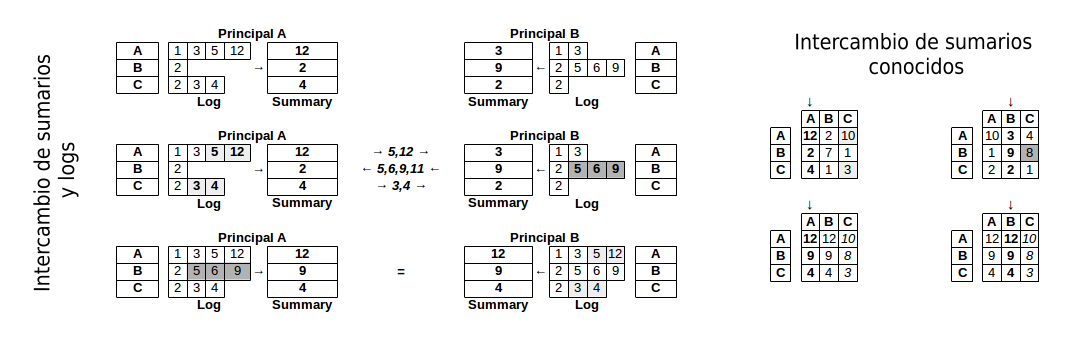 Intercambio de sumarios
y logs
Principal A
A 1 3 5 12 12
B 2 → 2
C 2 3 4 4
Log Summary
Principal B
3 1 3 A
9 ← 2 5 6 9 B
2 2 C
Summary Log
Principal A
A 1 3 5 12 12
B 2 → 2
C 2 3 4 4
Log Summary
→ 5,12 →
← 5,6,9,11 ←
→ 3,4 →
Principal B
3 1 3 A
9 ← 2 5 6 9 B
2 2 C
Summary Log
Principal A
A 1 3 5 12 12
B 2 5 6 9 → 9
C 2 3 4 4
Log Summary
=
Principal B
12 1 3 5 12 A
9 ← 2 5 6 9 B
4 2 3 4 C
Summary Log
Intercambio de sumarios
conocidos
↓
A B C
A 12 2 10
B 2 7 1
C 4 1 3
↓
A B C
A 10 3 4
B 1 9 8
C 2 2 1
↓
A B C
A 12 12 10
B 9 9 8
C 4 4 3
↓
A B C
A 12 12 10
B 9 9 8
C 4 4 3